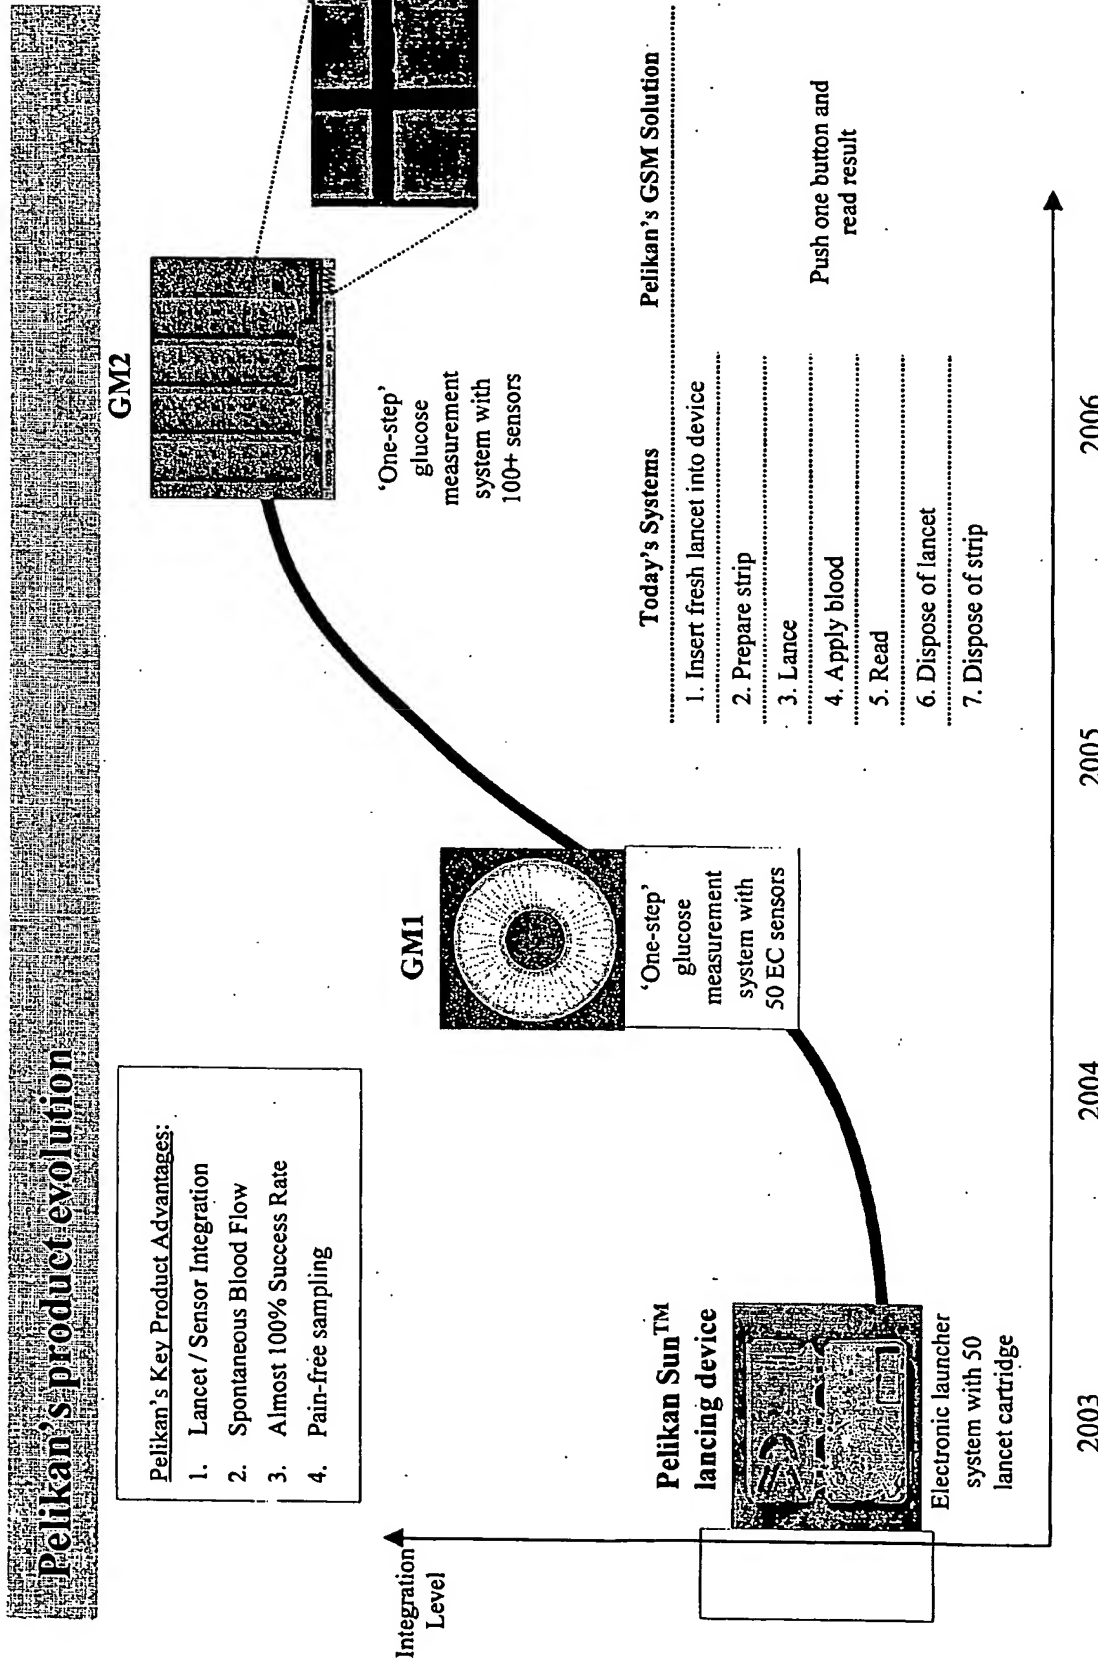 Pelikan's product evolution
Pelikan's Key Product Advantages:
1. Lancet / Sensor Integration
2. Spontaneous Blood Flow
3. Almost 100% Success Rate
4. Pain-free sampling
Integration
Level
Pelikan Sun™
lancing device
Electronic launcher
system with 50
lancet cartridge
GM1
'One-step'
glucose
measurement
system with
50 EC sensors
GM2
'One-step'
glucose
measurement
system with
100+ sensors
Today's Systems
Pelikan's GSM Solution
1. Insert fresh lancet into device
2. Prepare strip
3. Lance
4. Apply blood
5. Read
6. Dispose of lancet
7. Dispose of strip
Push one button and
read result
2003
2004
2005
2006